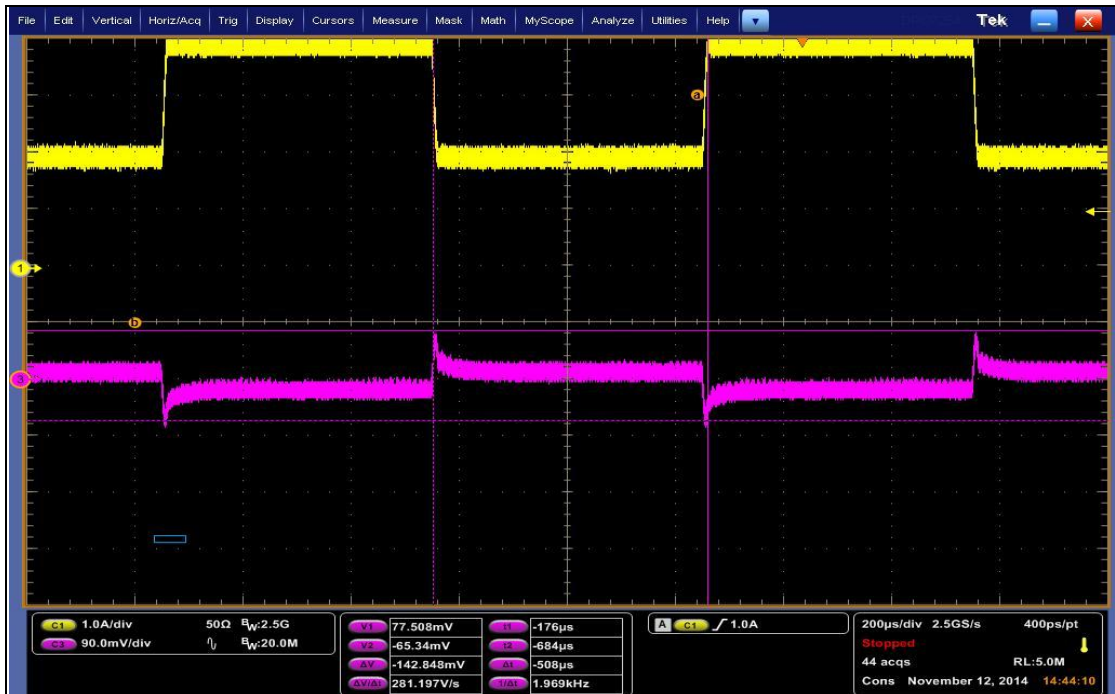 File Edit Vertical Horiz/Acq Trig Display Cursors Measure Mask Math MyScope Analyze Utilities Help Tek X
a
1
b
3
C1 1.0A/div 50Ω BW:2.5G
C3 90.0mV/div BW:20.0M
V1 77.508mV t1 -176µs
V2 -65.34mV t2 -684µs
ΔV -142.848mV Δt -508µs
ΔV/Δt 281.197V/s 1/Δt 1.969kHz
A C1 1.0A
200µs/div 2.5GS/s 400ps/pt
Stopped
44 acqs RL:5.0M
Cons November 12, 2014 14:44:10